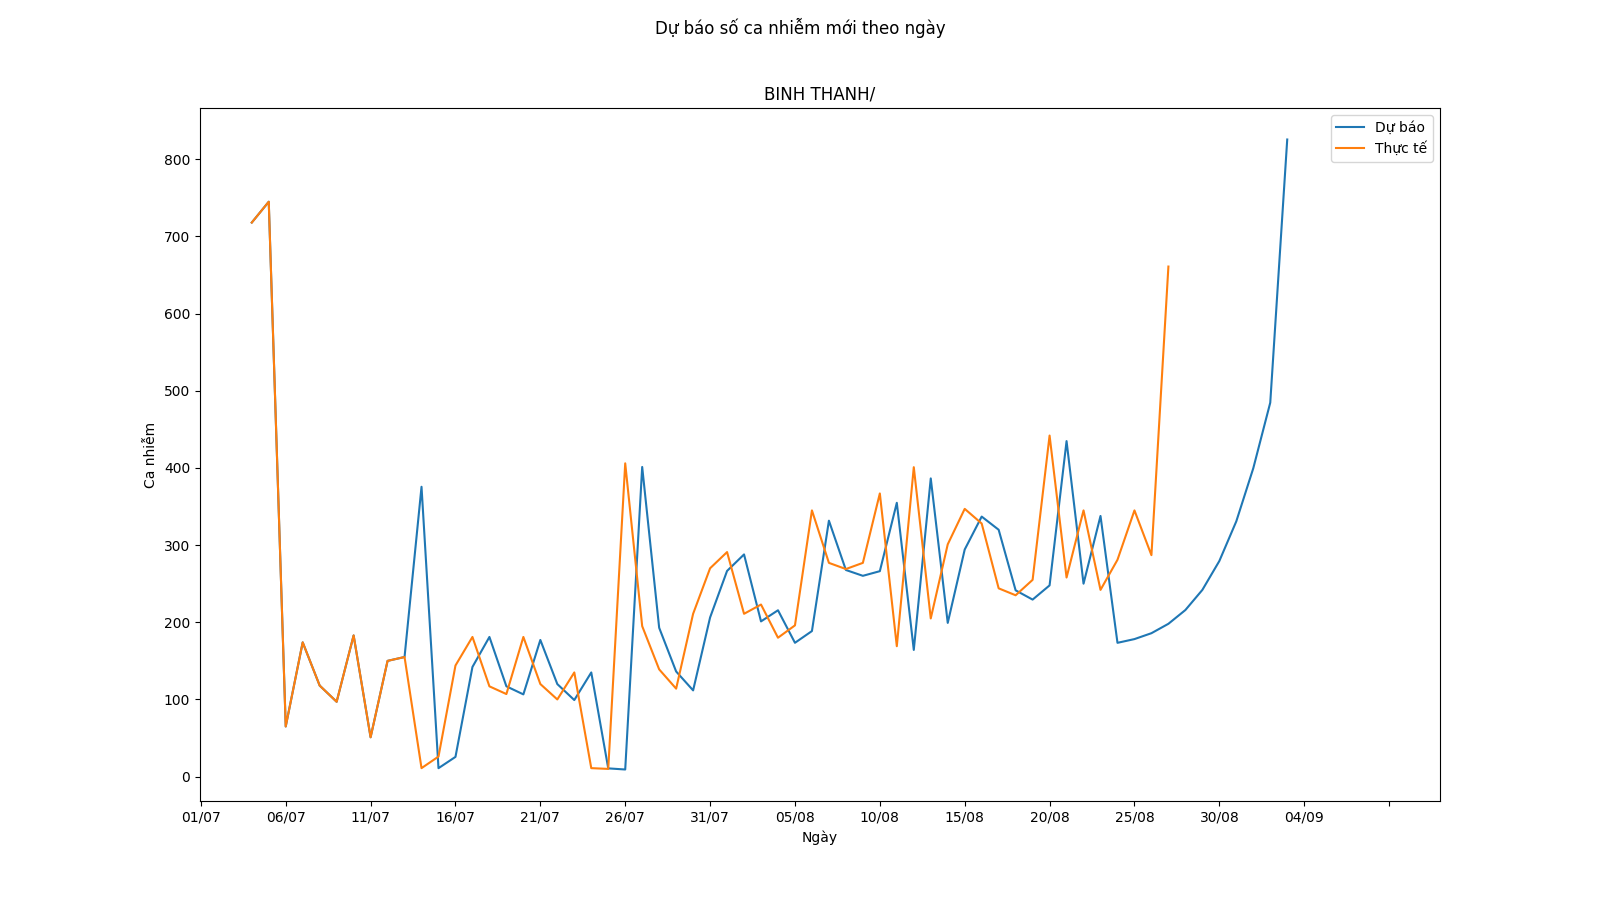 Dự báo số ca nhiễm mới theo ngày
BINH THANH/
Dự báo
Thực tế
800
700
600
500
400
300
200
100
0
Ca nhiễm
01/07 06/07 11/07 16/07 21/07 26/07 31/07 05/08 10/08 15/08 20/08 25/08 30/08 04/09
Ngày